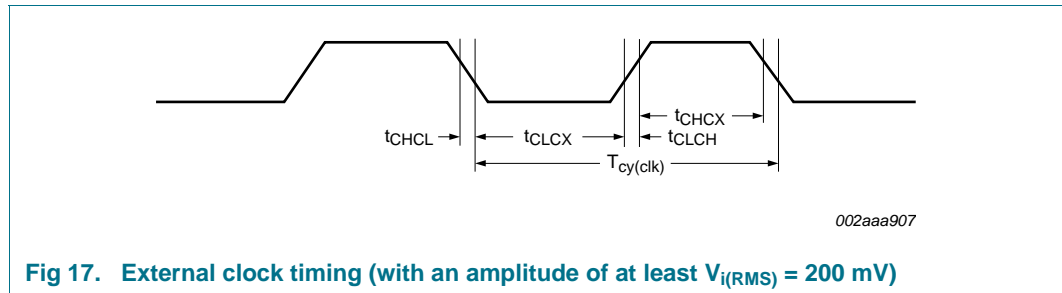 tCHCX
tCHCL
tCLCX
tCLCH
Tcy(clk)
002aaa907
Fig 17. External clock timing (with an amplitude of at least Vi(RMS) = 200 mV)